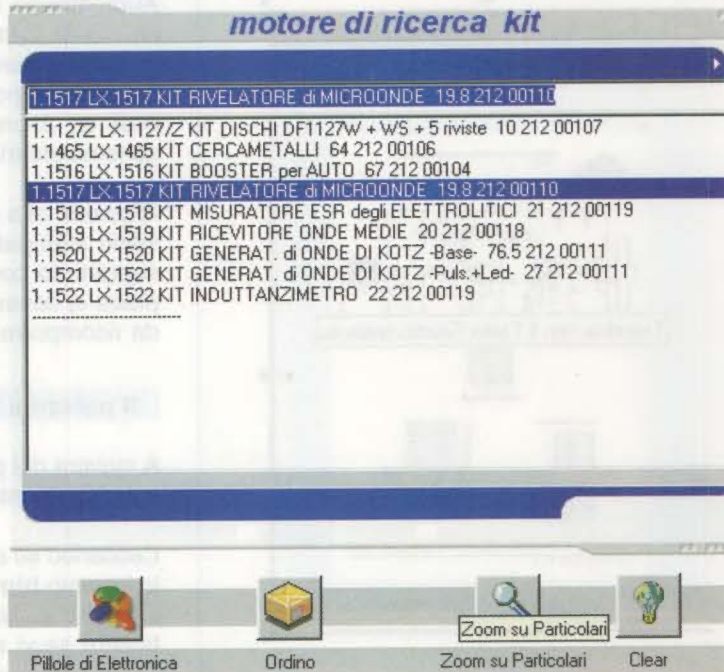 motore di ricerca kit
1.1517 LX.1517 KIT RIVELATORE di MICROONDE 19.8 212 00110
1.1127Z LX.1127/Z KIT DISCHI DF1127W + WS + 5 riviste 10 212 00107
1.1465 LX.1465 KIT CERCAMETALLI 64 212 00106
1.1516 LX.1516 KIT BOOSTER per AUTO 67 212 00104
1.1517 LX.1517 KIT RIVELATORE di MICROONDE 19.8 212 00110
1.1518 LX.1518 KIT MISURATORE ESR degli ELETTROLITICI 21 212 00119
1.1519 LX.1519 KIT RICEVITORE ONDE MEDIE 20 212 00118
1.1520 LX.1520 KIT GENERAT. di ONDE DI KOTZ -Base- 76.5 212 00111
1.1521 LX.1521 KIT GENERAT. di ONDE DI KOTZ -Puls.+Led- 27 212 00111
1.1522 LX.1522 KIT INDUTTANZIMETRO 22 212 00119
--------------------
Zoom su Particolari
Pillole di Elettronica Ordino Zoom su Particolari Clear